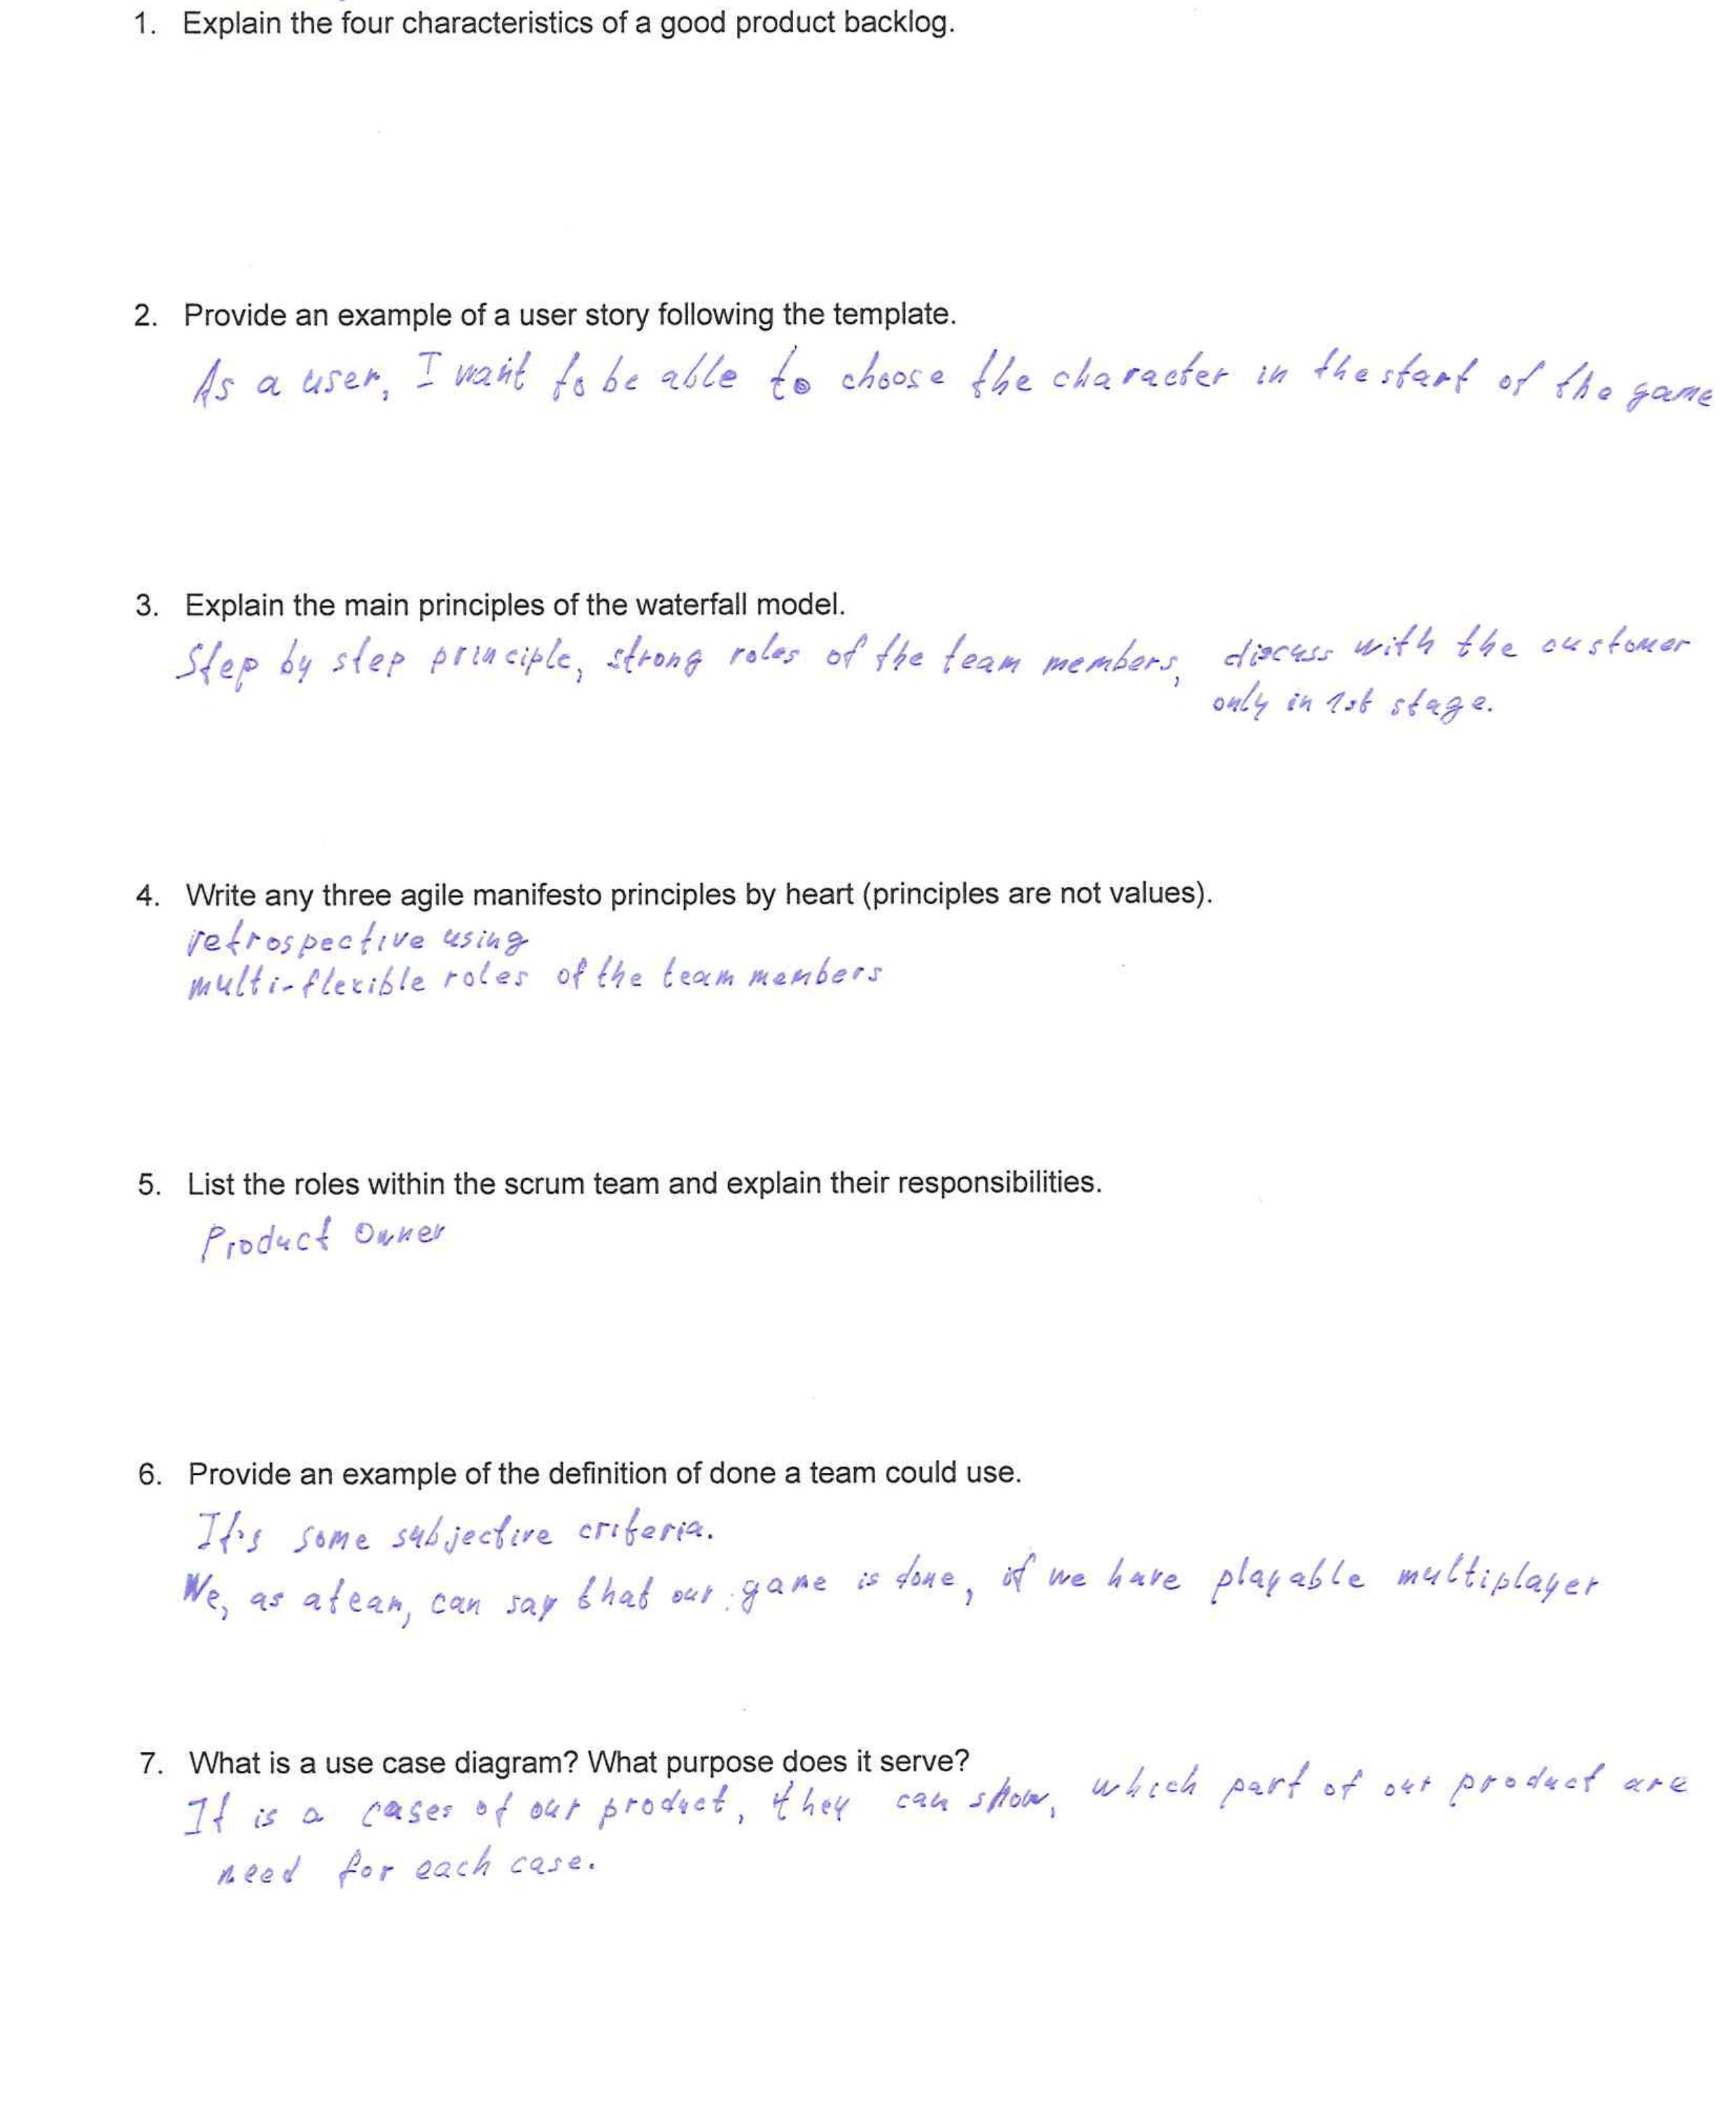 1. Explain the four characteristics of a good product backlog.
2. Provide an example of a user story following the template.
As a user, I want to be able to choose the character in the start of the game
3. Explain the main principles of the waterfall model.
Step by step principle, strong roles of the team members, discuss with the customer
only in 1st stage.
4. Write any three agile manifesto principles by heart (principles are not values).
retrospective using
multi-flexible roles of the team members
5. List the roles within the scrum team and explain their responsibilities.
Product Owner
6. Provide an example of the definition of done a team could use.
It's some subjective criteria.
We, as a team, can say that our game is done, if we have playable multiplayer
7. What is a use case diagram? What purpose does it serve?
It is a cases of our product, they can show, which part of our product are
need for each case.